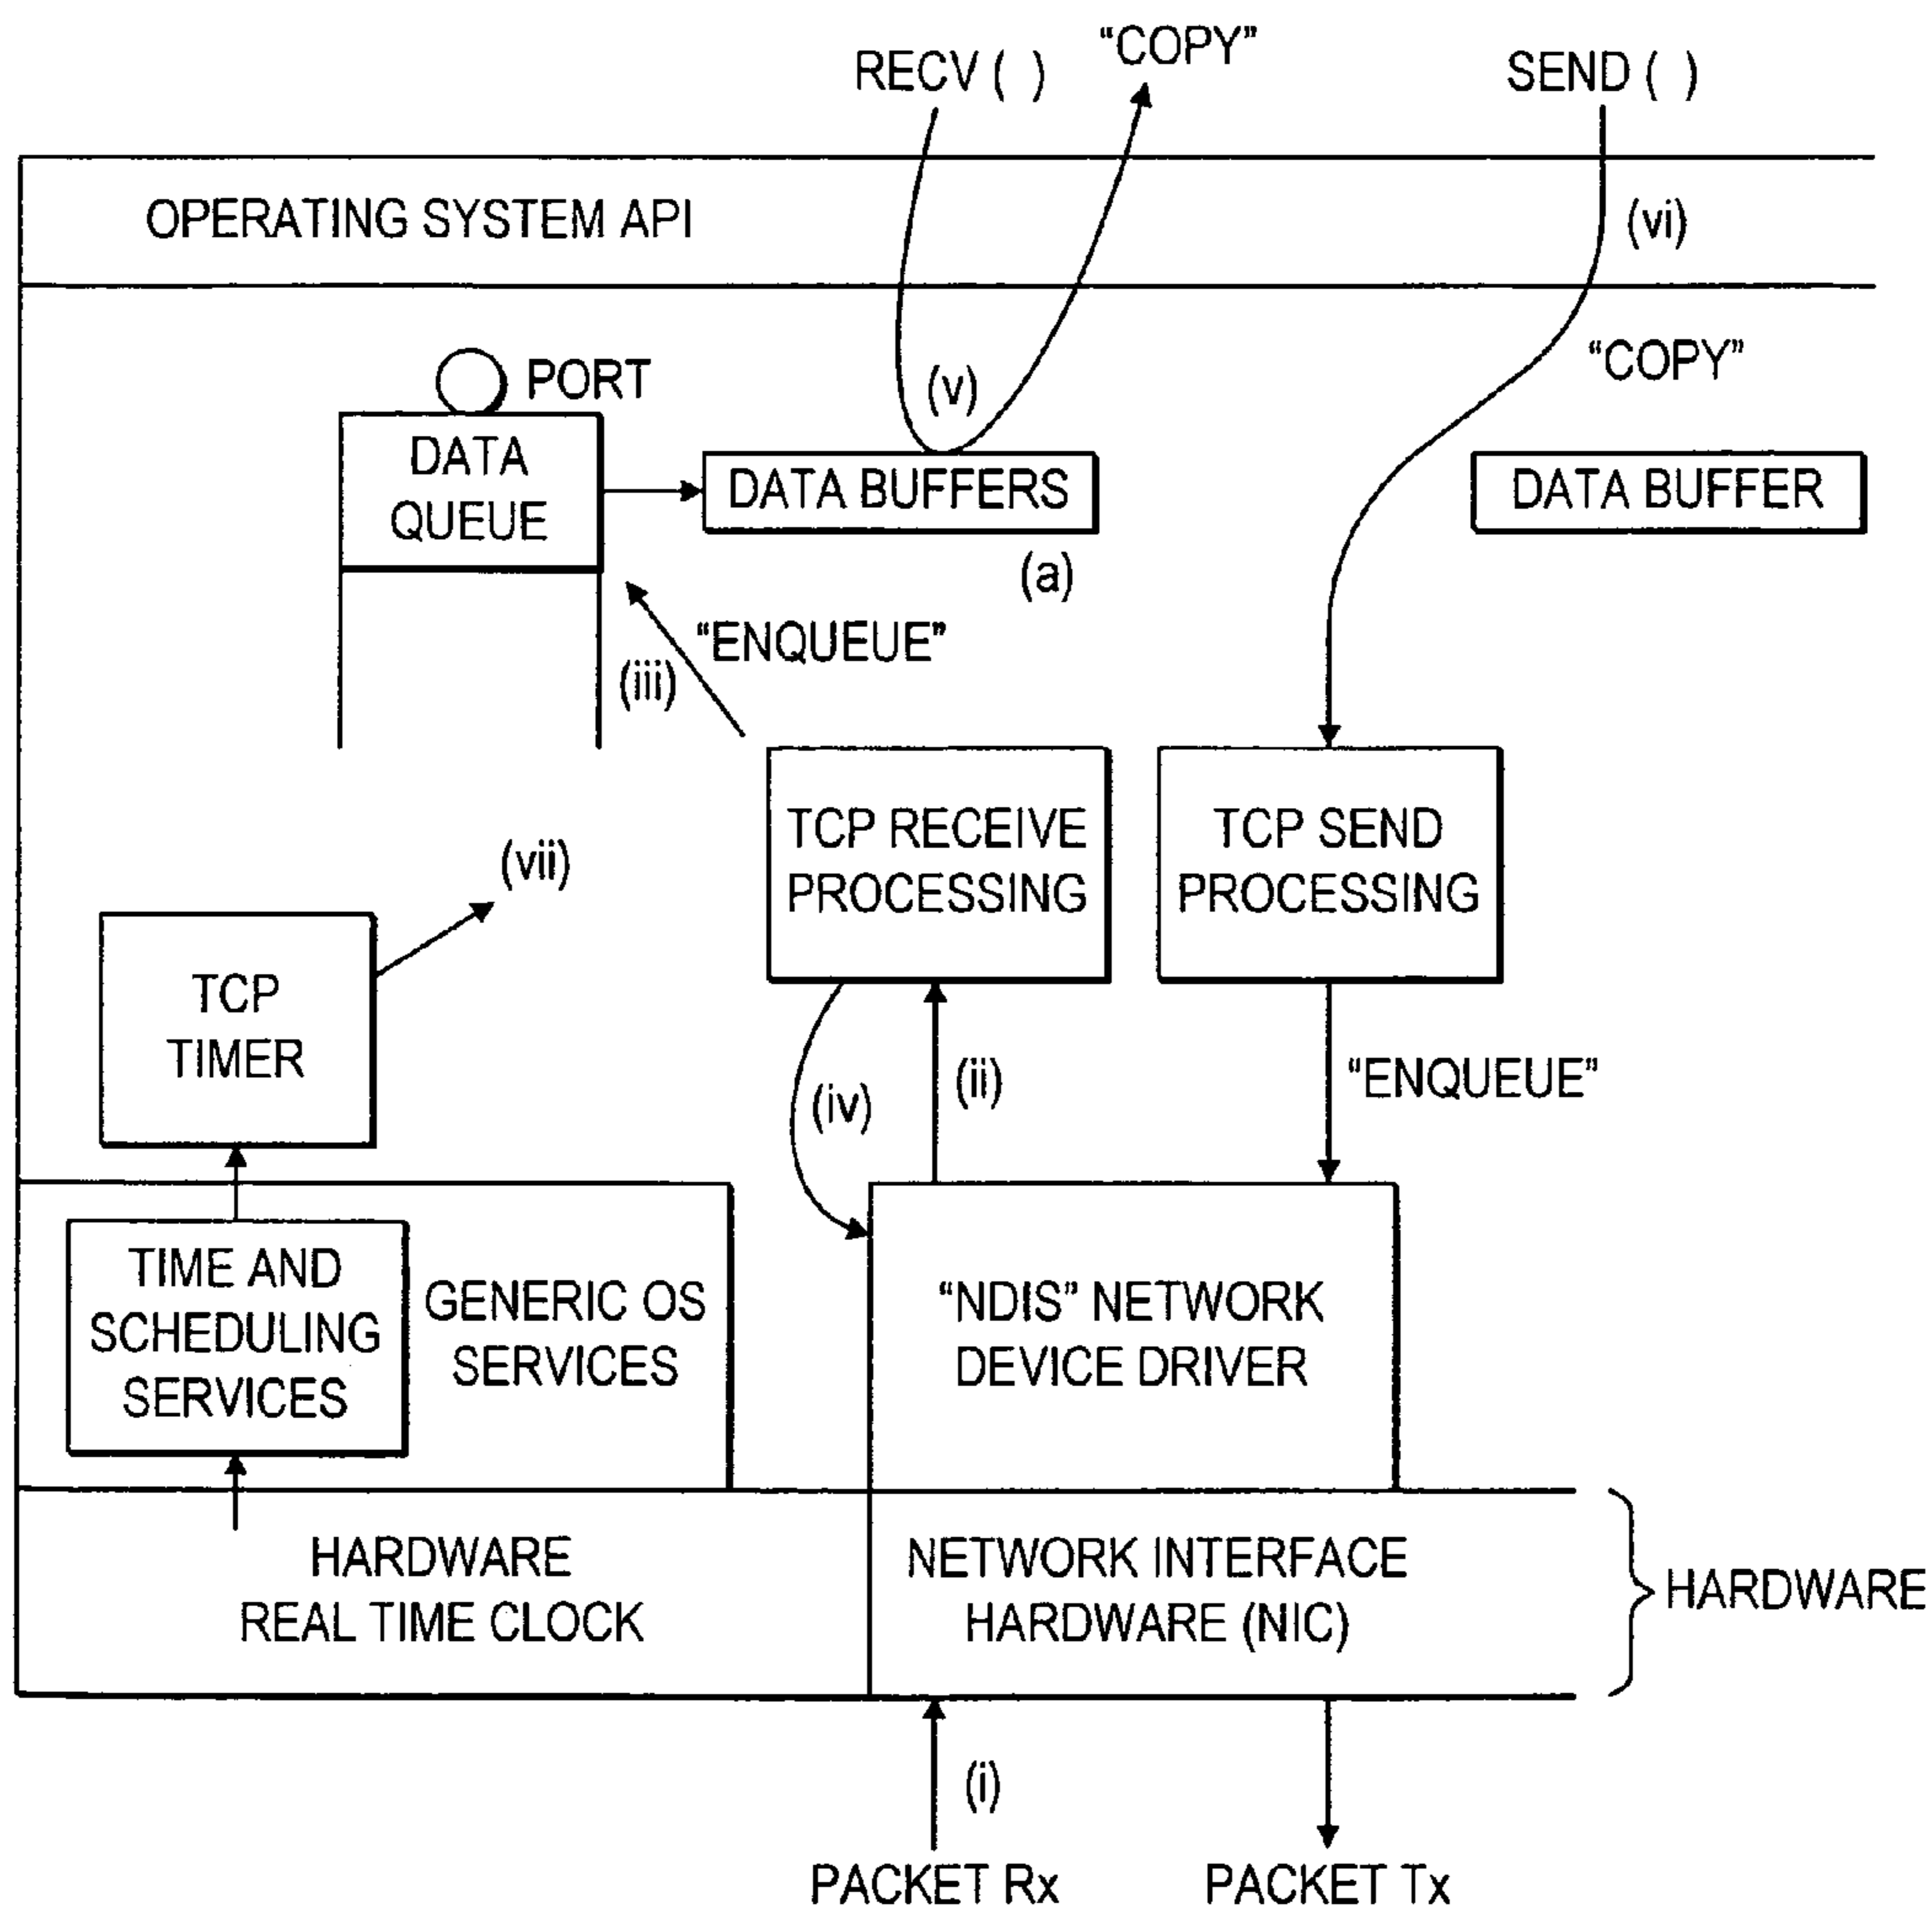 RECV ( )
“COPY”
SEND ( )
OPERATING SYSTEM API
(vi)
PORT
(v)
“COPY”
DATA
QUEUE
DATA BUFFERS
DATA BUFFER
(a)
“ENQUEUE”
(iii)
TCP RECEIVE
PROCESSING
TCP SEND
PROCESSING
(vii)
TCP
TIMER
(iv)
(ii)
“ENQUEUE”
TIME AND
SCHEDULING
SERVICES
GENERIC OS
SERVICES
“NDIS” NETWORK
DEVICE DRIVER
HARDWARE
REAL TIME CLOCK
NETWORK INTERFACE
HARDWARE (NIC)
HARDWARE
(i)
PACKET Rx
PACKET Tx